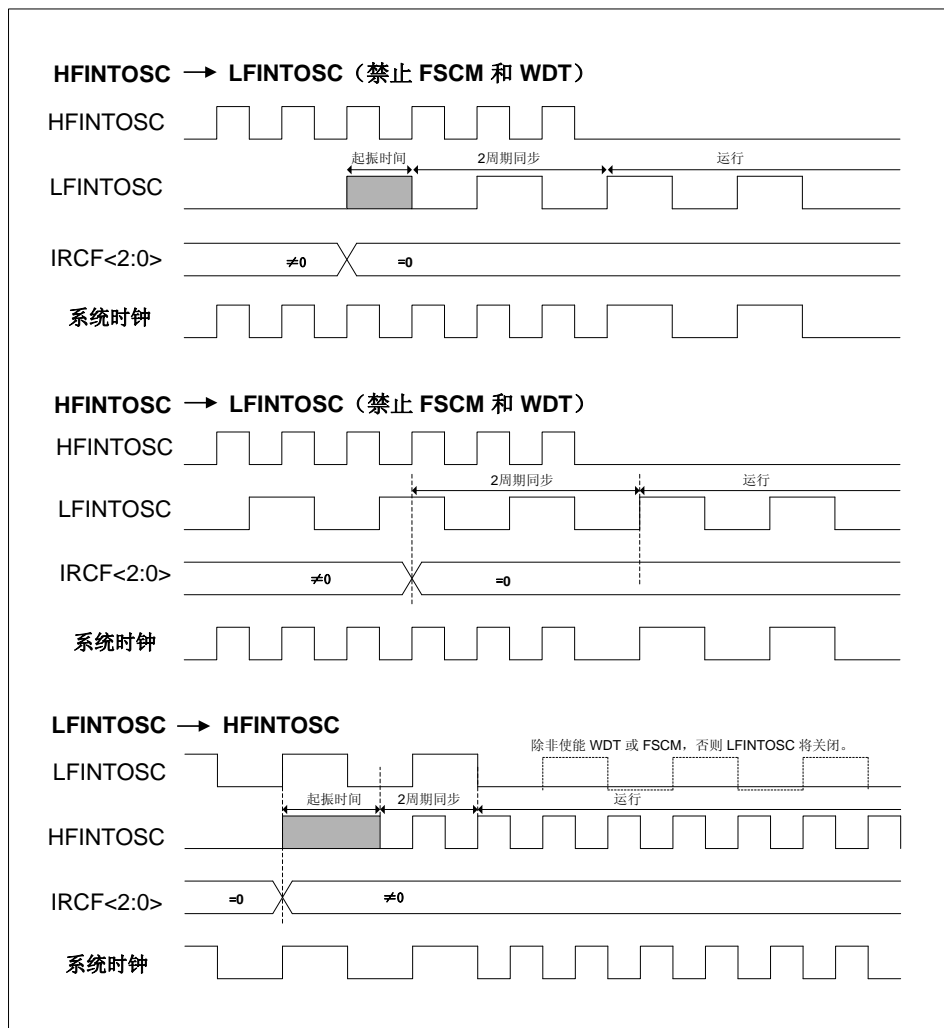 HFINTOSC → LFINTOSC（禁止 FSCM 和 WDT）
HFINTOSC
起振时间 2周期同步 运行
LFINTOSC
IRCF<2:0> ≠0 =0
系统时钟
HFINTOSC → LFINTOSC（禁止 FSCM 和 WDT）
HFINTOSC
2周期同步 运行
LFINTOSC
IRCF<2:0> ≠0 =0
系统时钟
LFINTOSC → HFINTOSC
除非使能 WDT 或 FSCM，否则 LFINTOSC 将关闭。
LFINTOSC
起振时间 2周期同步 运行
HFINTOSC
IRCF<2:0> =0 ≠0
系统时钟